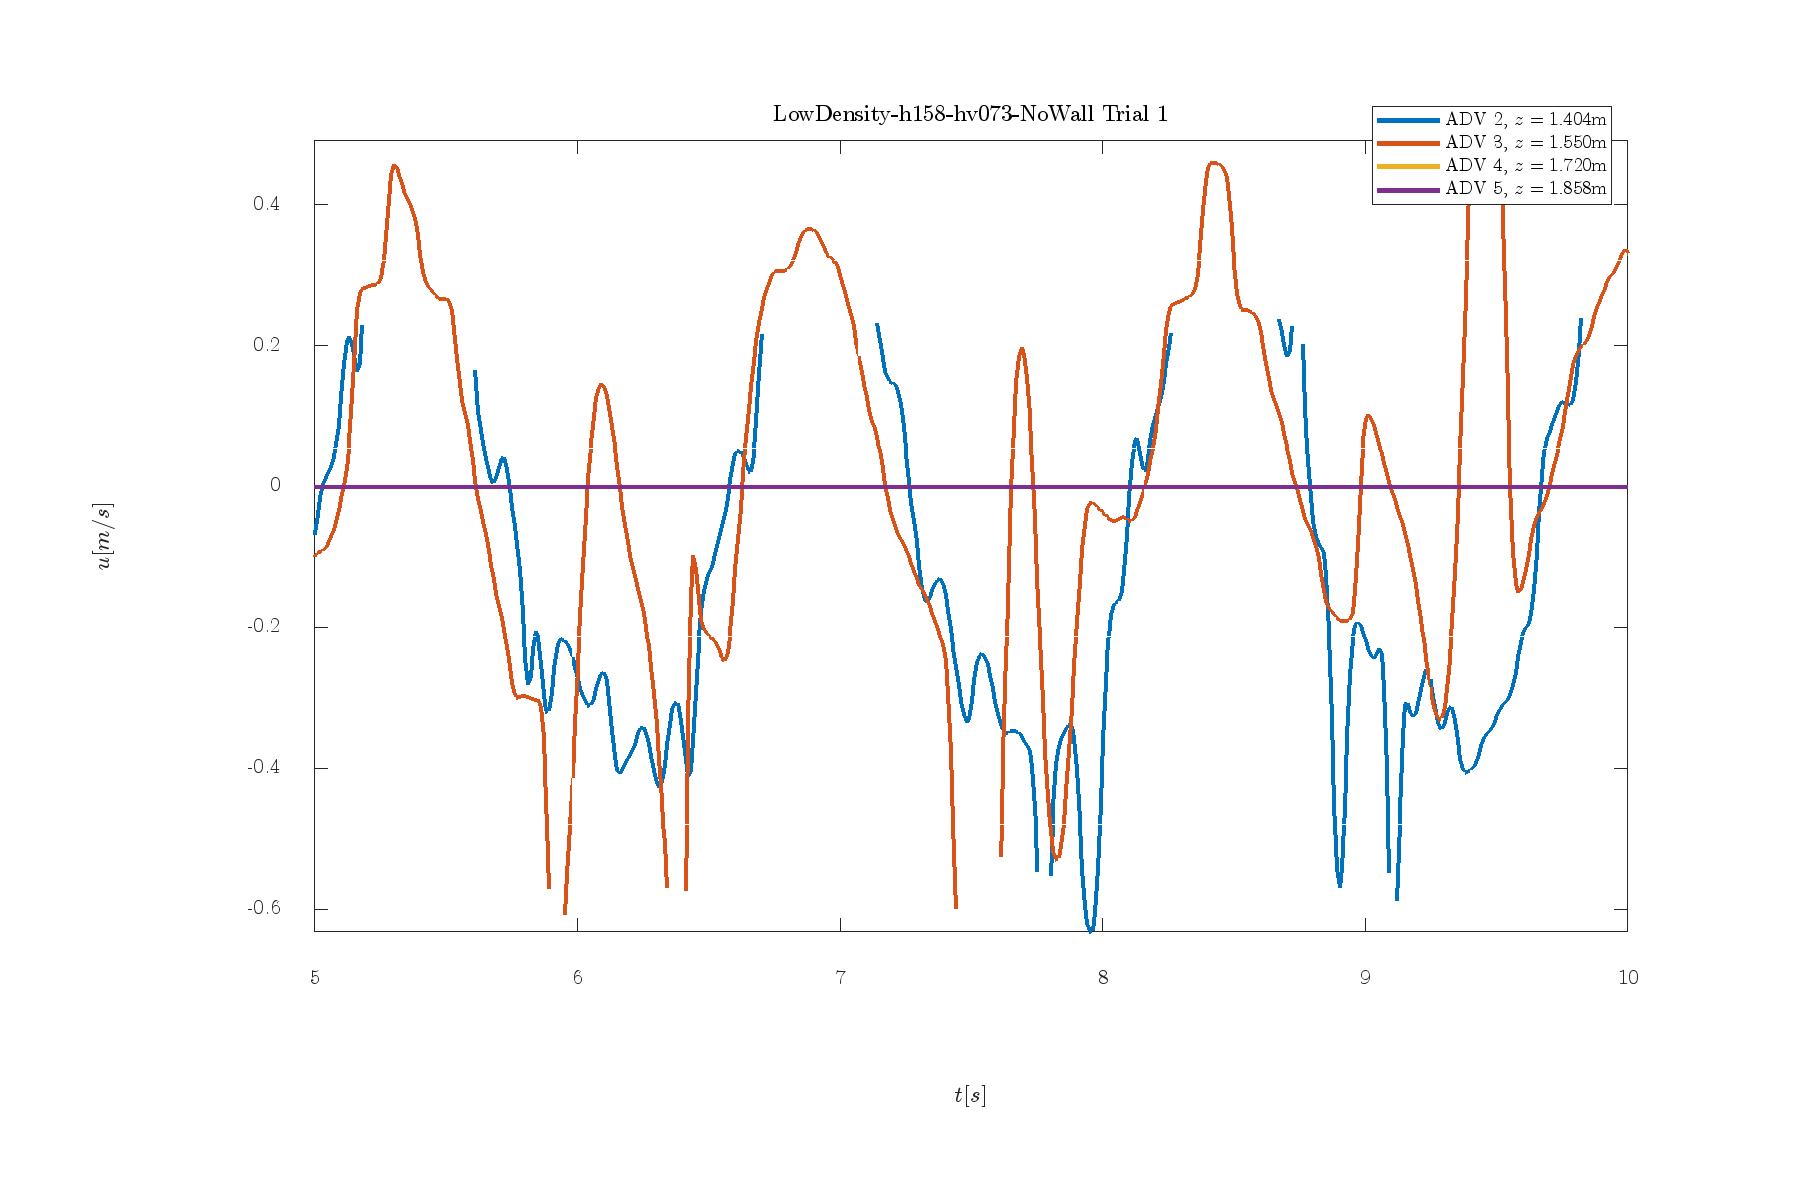 LowDensity-h158-hv073-NoWall Trial 1
ADV 2, z = 1.404m
ADV 3, z = 1.550m
ADV 4, z = 1.720m
ADV 5, z = 1.858m
0.4
0.2
0
-0.2
-0.4
-0.6
u[m/s]
5 6 7 8 9 10
t[s]